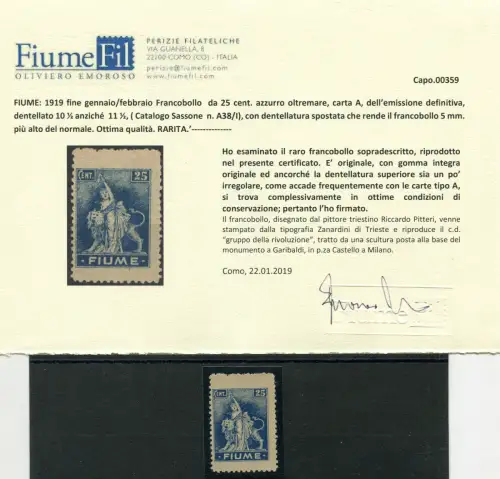 FiumeFil
OLIVIERO EMOROSO
PERIZIE FILATELICHE
VIA GUANELLA, 8
22100 COMO (CO) - ITALIA
perizie@fiumefil.com
www.fiumefil.com
Capo.00359
FIUME: 1919 fine gennaio/febbraio Francobollo da 25 cent. azzurro oltremare, carta A, dell'emissione definitiva,
dentellato 10 ½ anziché 11 ½, ( Catalogo Sassone n. A38/I), con dentellatura spostata che rende il francobollo 5 mm.
più alto del normale. Ottima qualità. RARITA.'--------------
Ho esaminato il raro francobollo sopradescritto, riprodotto
nel presente certificato. E' originale, con gomma integra
originale ed ancorché la dentellatura superiore sia un po'
irregolare, come accade frequentemente con le carte tipo A,
si trova complessivamente in ottime condizioni di
conservazione; pertanto l'ho firmato.
Il francobollo, disegnato dal pittore triestino Riccardo Pitteri, venne
stampato dalla tipografia Zanardini di Trieste e riproduce il c.d.
"gruppo della rivoluzione", tratto da una scultura posta alla base del
monumento a Garibaldi, in p.za Castello a Milano.
Como, 22.01.2019
CENT. 25
FIUME
CENT. 25
FIUME